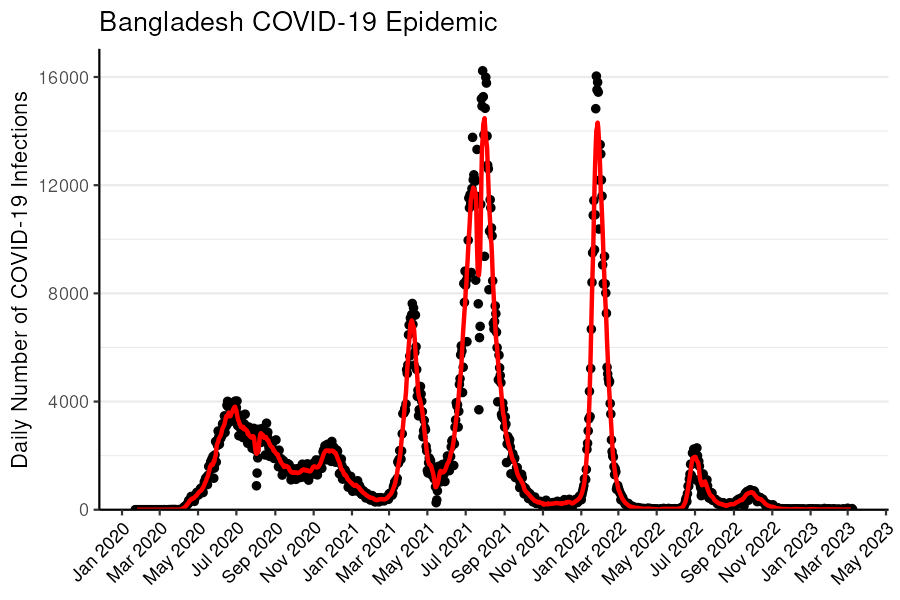 Bangladesh COVID-19 Epidemic
Daily Number of COVID-19 Infections
16000
12000
8000
4000
0
Jan 2020
Mar 2020
May 2020
Jul 2020
Sep 2020
Nov 2020
Jan 2021
Mar 2021
May 2021
Jul 2021
Sep 2021
Nov 2021
Jan 2022
Mar 2022
May 2022
Jul 2022
Sep 2022
Nov 2022
Jan 2023
Mar 2023
May 2023